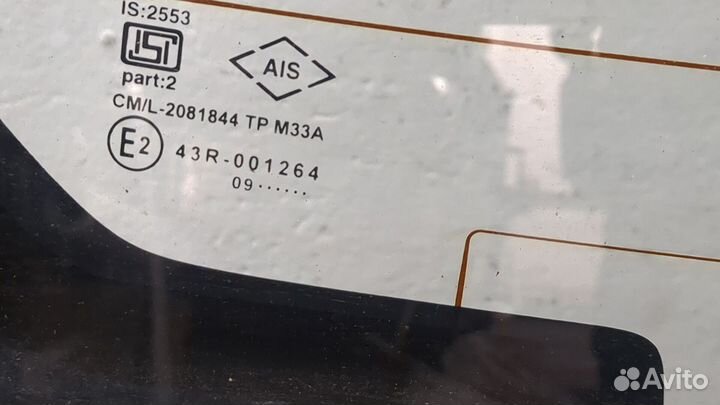 IS:2553
ISI
part:2
AIS
CM/L-2081844 TP M33A
E2
43R-001264
09······
Avito